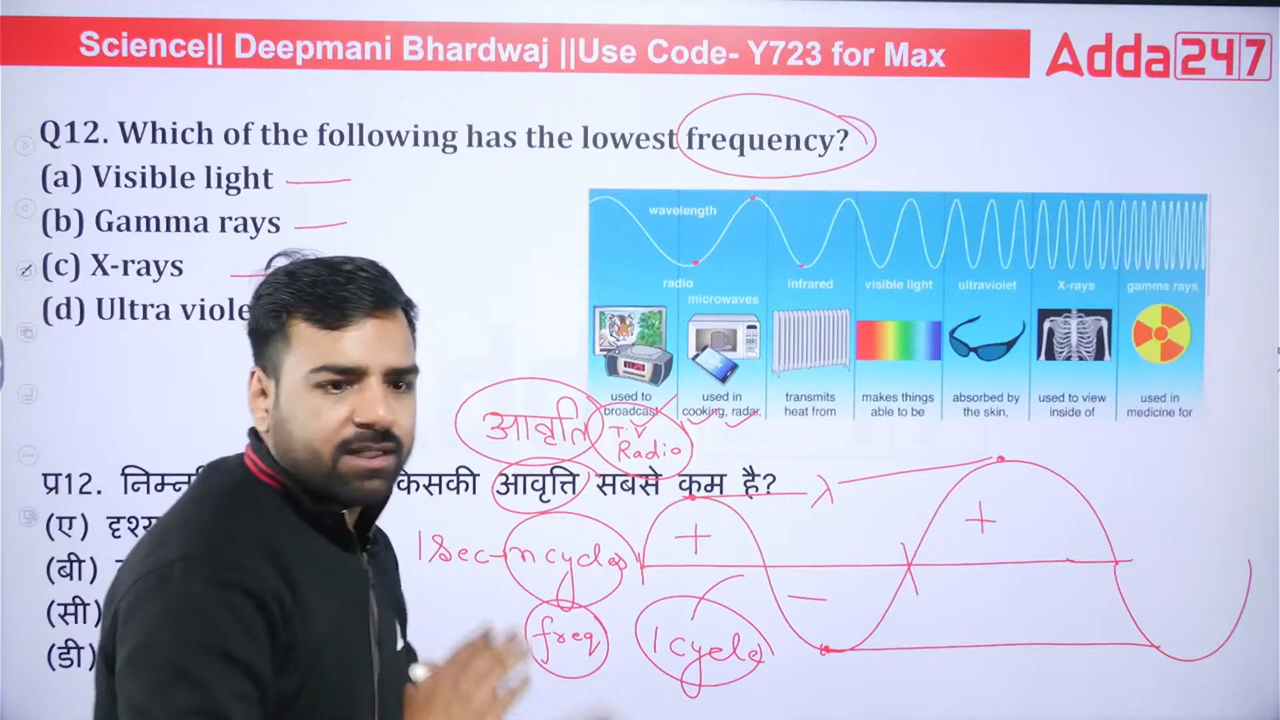 Science|| Deepmani Bhardwaj ||Use Code- Y723 for Max
Adda247
Q12. Which of the following has the lowest frequency?
(a) Visible light
(b) Gamma rays
(c) X-rays
(d) Ultra viole
wavelength
radio
microwaves
infrared
visible light
ultraviolet
X-rays
gamma rays
used to
broadcast
used in
cooking, radar,
transmits
heat from
makes things
able to be
absorbed by
the skin,
used to view
inside of
used in
medicine for
आवृति
T.V
Radio
प्र12. निम्न
किसकी आवृत्ति सबसे कम है?
λ
(ए) दृश्य
(बी)
(सी)
(डी)
1 Sec - n cycles
freq
1 cycle
+
−
+